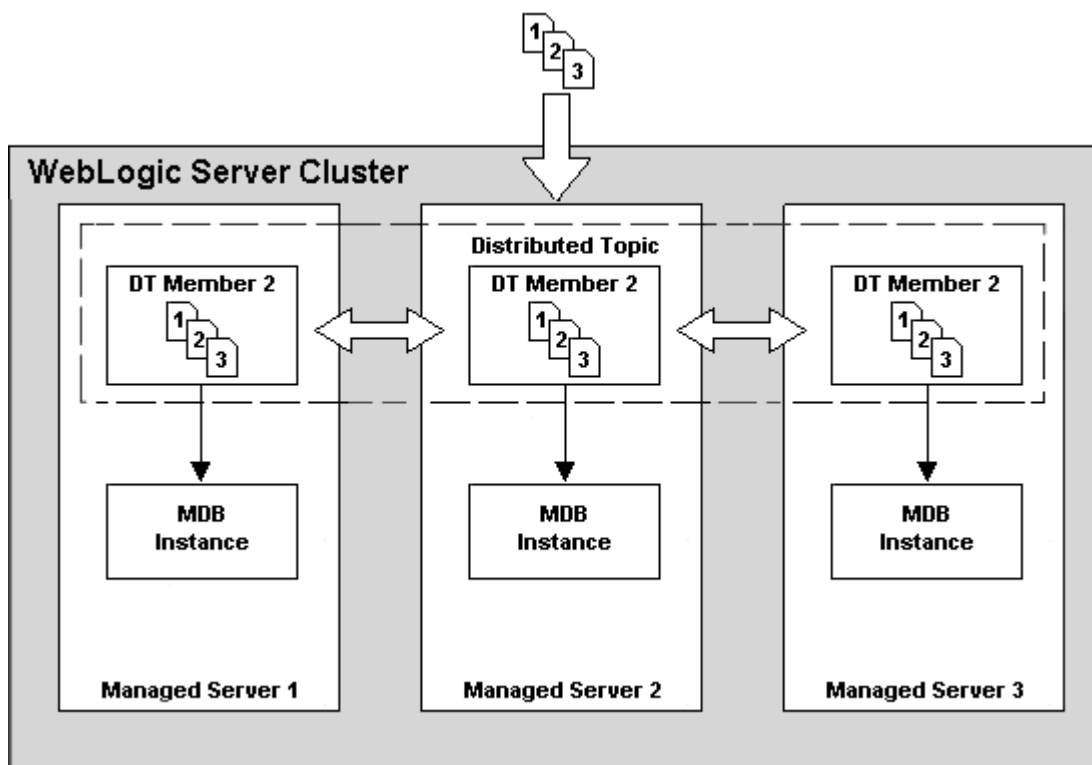 1
2
3
WebLogic Server Cluster
Distributed Topic
DT Member 2
1
2
3
DT Member 2
1
2
3
DT Member 2
1
2
3
MDB
Instance
MDB
Instance
MDB
Instance
Managed Server 1
Managed Server 2
Managed Server 3